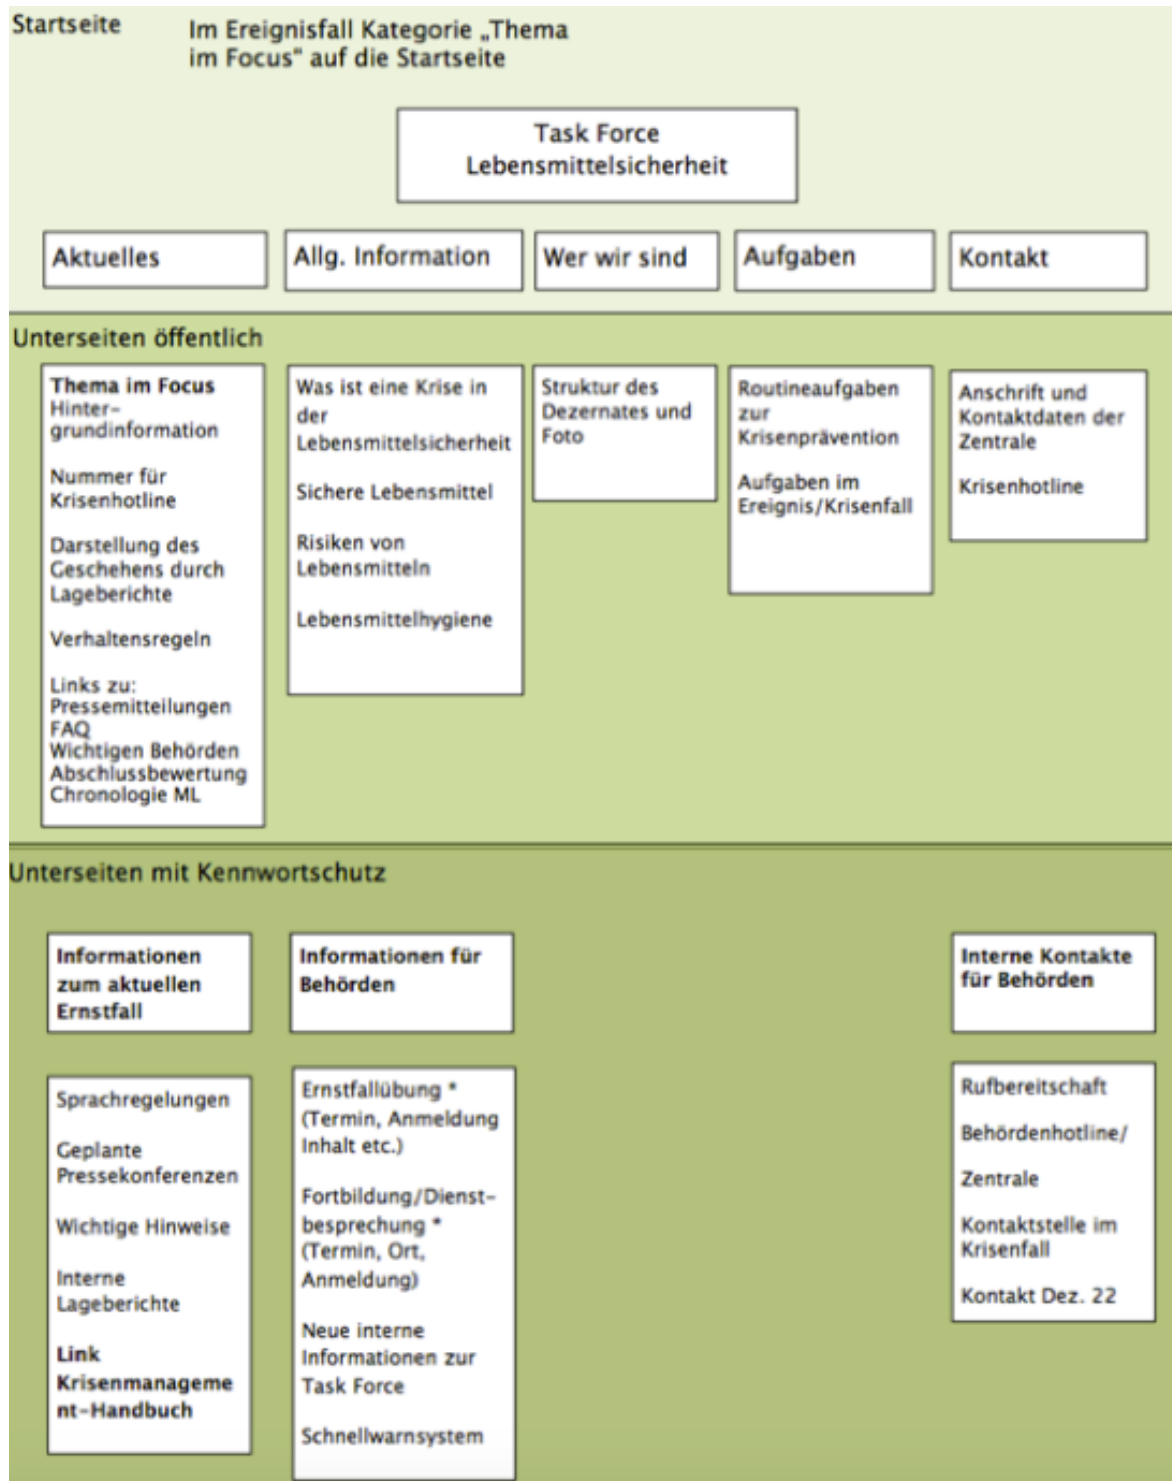 Startseite
Im Ereignisfall Kategorie „Thema
im Focus“ auf die Startseite
Task Force
Lebensmittelsicherheit
Aktuelles
Allg. Information
Wer wir sind
Aufgaben
Kontakt
Unterseiten öffentlich
Thema im Focus
Hinter-
grundinformation
Nummer für
Krisenhotline
Darstellung des
Geschehens durch
Lageberichte
Verhaltensregeln
Links zu:
Pressemitteilungen
FAQ
Wichtigen Behörden
Abschlussbewertung
Chronologie ML
Was ist eine Krise in
der
Lebensmittelsicherheit
Sichere Lebensmittel
Risiken von
Lebensmitteln
Lebensmittelhygiene
Struktur des
Dezernates und
Foto
Routineaufgaben
zur
Krisenprävention
Aufgaben im
Ereignis/Krisenfall
Anschrift und
Kontaktdaten der
Zentrale
Krisenhotline
Unterseiten mit Kennwortschutz
Informationen
zum aktuellen
Ernstfall
Sprachregelungen
Geplante
Pressekonferenzen
Wichtige Hinweise
Interne
Lageberichte
Link
Krisenmanageme
nt-Handbuch
Informationen für
Behörden
Ernstfallübung *
(Termin, Anmeldung
Inhalt etc.)
Fortbildung/Dienst-
besprechung *
(Termin, Ort,
Anmeldung)
Neue interne
Informationen zur
Task Force
Schnellwarnsystem
Interne Kontakte
für Behörden
Rufbereitschaft
Behördenhotline/
Zentrale
Kontaktstelle im
Krisenfall
Kontakt Dez. 22